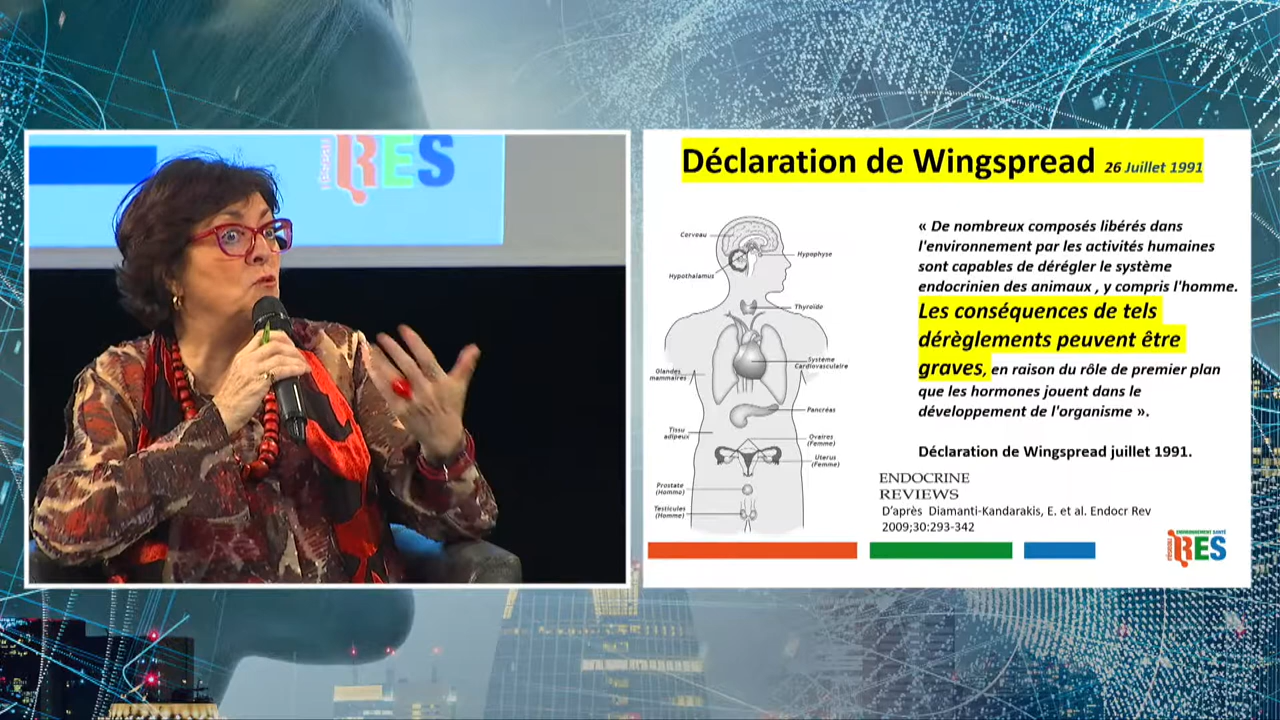 réseau
RES
Déclaration de Wingspread 26 Juillet 1991
Cerveau
Hypophyse
Hypothalamus
Thyroïde
Système
Cardiovasculaire
Glandes
mammaires
Pancréas
Tissu
adipeux
Ovaires
(Femme)
Uterus
(Femme)
Prostate
(Homme)
Testicules
(Homme)
« De nombreux composés libérés dans
l'environnement par les activités humaines
sont capables de dérégler le système
endocrinien des animaux , y compris l'homme.
Les conséquences de tels
dérèglements peuvent être
graves, en raison du rôle de premier plan
que les hormones jouent dans le
développement de l'organisme ».
Déclaration de Wingspread juillet 1991.
ENDOCRINE
REVIEWS
D'après Diamanti-Kandarakis, E. et al. Endocr Rev
2009;30:293-342
ENVIRONNEMENT SANTÉ
réseau
RES